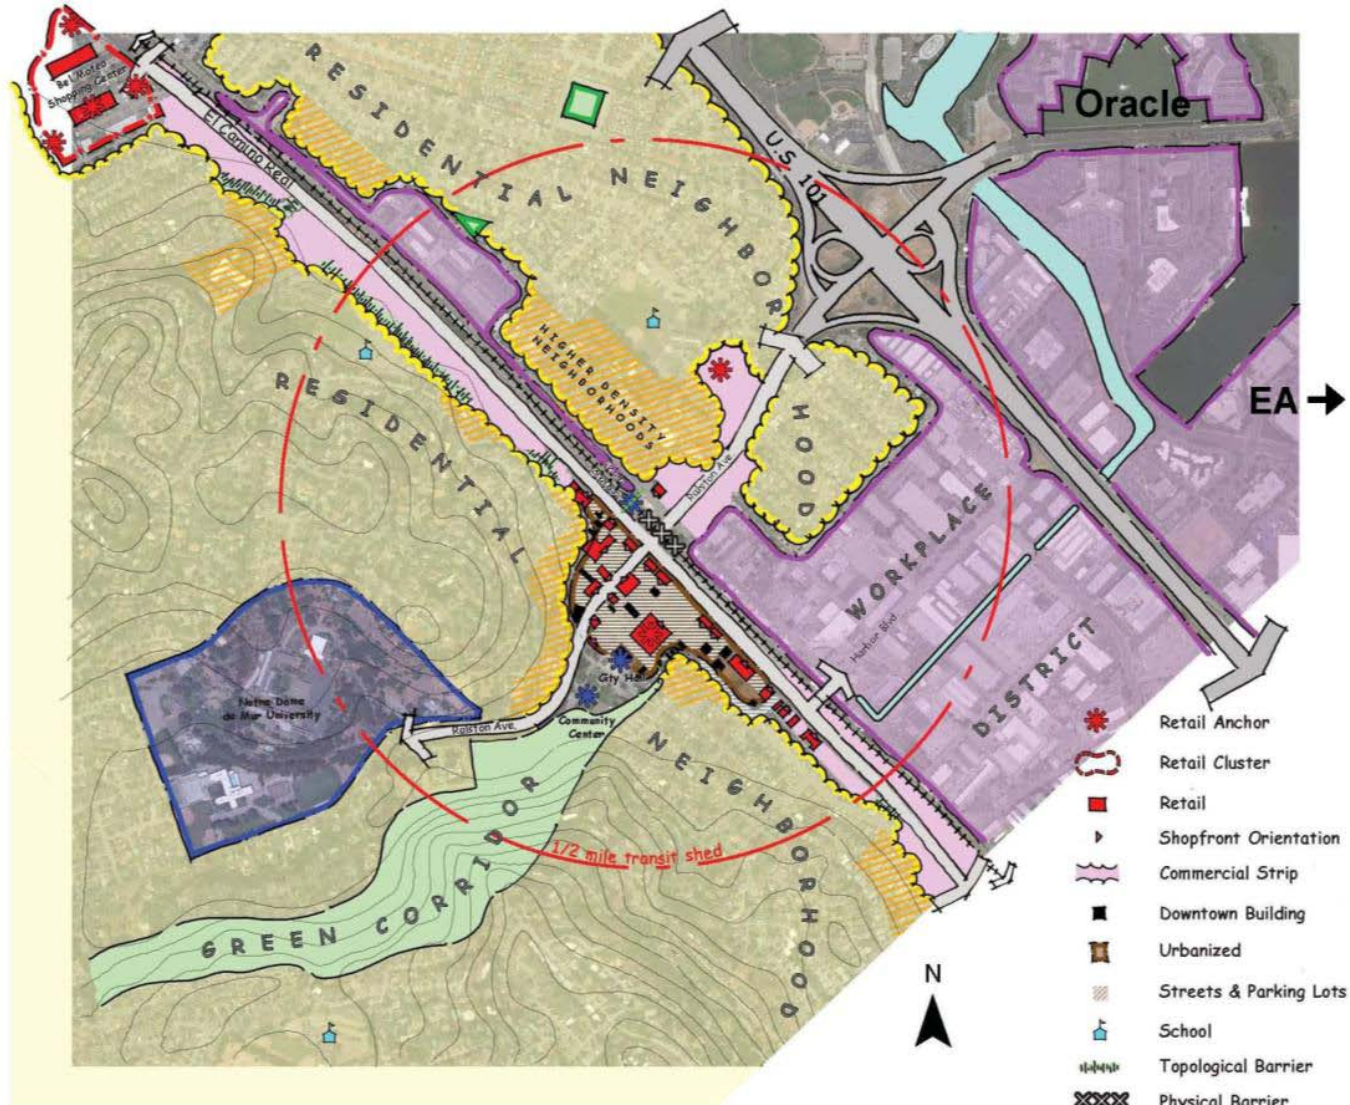 Bel Mateo
Shopping Center
El Camino Real
RESIDENTIAL NEIGHBOR
HOOD
U.S. 101
Oracle
EA
HIGHER DENSITY
NEIGHBORHOODS
RESIDENTIAL
NEIGHBORHOOD
Ralston Ave
WORKPLACE
DISTRICT
Harbor Blvd.
City Hall
Community
Center
Ralston Ave.
Notre Dame
de Mur University
GREEN CORRIDOR
1/2 mile transit shed
N
Retail Anchor
Retail Cluster
Retail
Shopfront Orientation
Commercial Strip
Downtown Building
Urbanized
Streets & Parking Lots
School
Topological Barrier
Physical Barrier